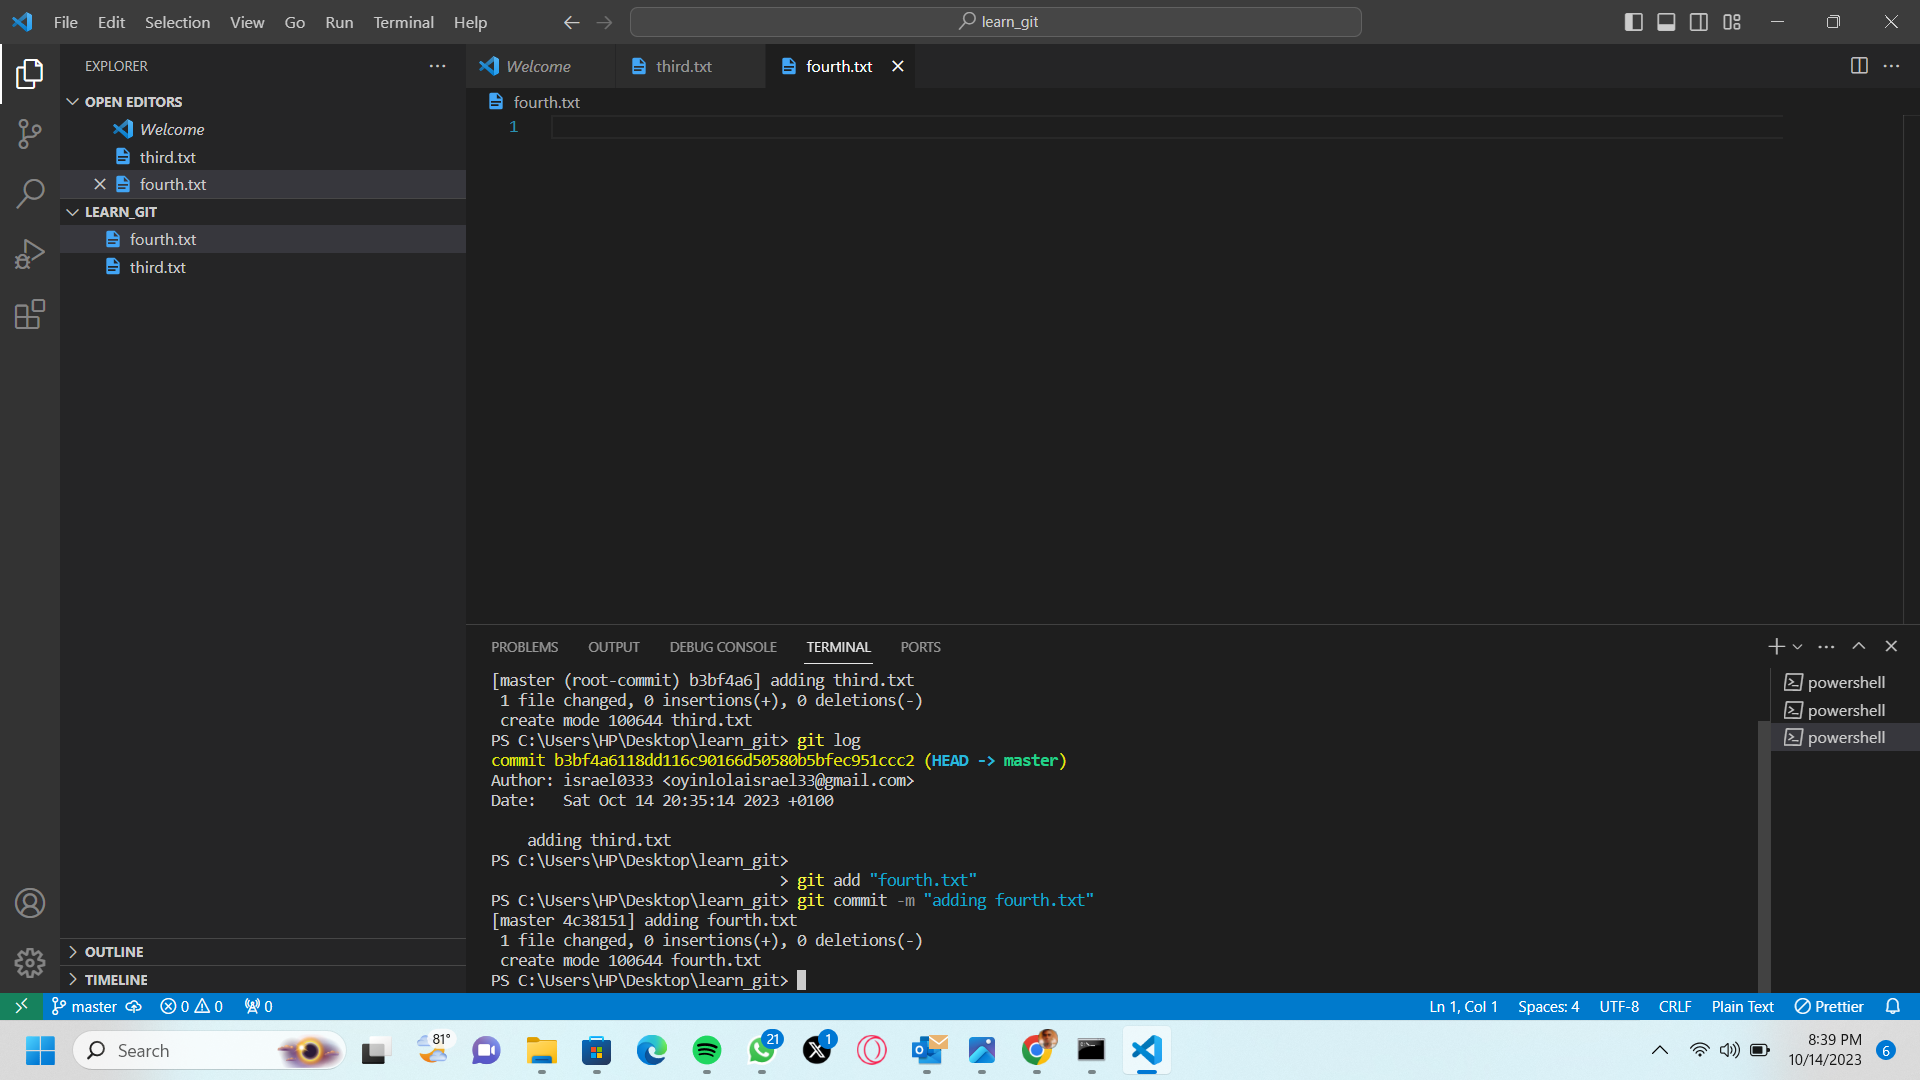 File Edit Selection View Go Run Terminal Help
learn_git
EXPLORER
OPEN EDITORS
Welcome
third.txt
fourth.txt
LEARN_GIT
fourth.txt
third.txt
OUTLINE
TIMELINE
Welcome third.txt fourth.txt
fourth.txt
1
PROBLEMS OUTPUT DEBUG CONSOLE TERMINAL PORTS
[master (root-commit) b3bf4a6] adding third.txt
1 file changed, 0 insertions(+), 0 deletions(-)
create mode 100644 third.txt
PS C:\Users\HP\Desktop\learn_git> git log
commit b3bf4a6118dd116c90166d50580b5bfec951ccc2 (HEAD -> master)
Author: israel0333 <oyinlolaisrael33@gmail.com>
Date:   Sat Oct 14 20:35:14 2023 +0100
adding third.txt
PS C:\Users\HP\Desktop\learn_git>
> git add "fourth.txt"
PS C:\Users\HP\Desktop\learn_git> git commit -m "adding fourth.txt"
[master 4c38151] adding fourth.txt
1 file changed, 0 insertions(+), 0 deletions(-)
create mode 100644 fourth.txt
PS C:\Users\HP\Desktop\learn_git>
powershell
powershell
powershell
master 0 0 0 Ln 1, Col 1 Spaces: 4 UTF-8 CRLF Plain Text Prettier
Search 81° 21 1 8:39 PM
10/14/2023 6